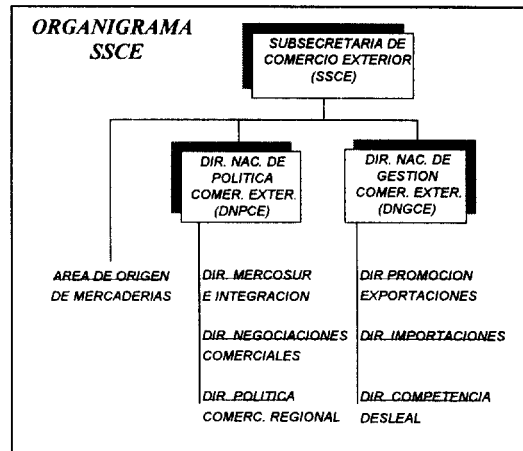 ORGANIGRAMA
SSCE
SUBSECRETARIA DE
COMERCIO EXTERIOR
(SSCE)
DIR. NAC. DE
POLITICA
COMER. EXTER.
(DNPCE)
DIR. NAC. DE
GESTION
COMER. EXTER.
(DNGCE)
AREA DE ORIGEN
DE MERCADERIAS
DIR. MERCOSUR
E INTEGRACION
DIR. NEGOCIACIONES
COMERCIALES
DIR. POLITICA
COMERC. REGIONAL
DIR. PROMOCION
EXPORTACIONES
DIR. IMPORTACIONES
DIR. COMPETENCIA
DESLEAL